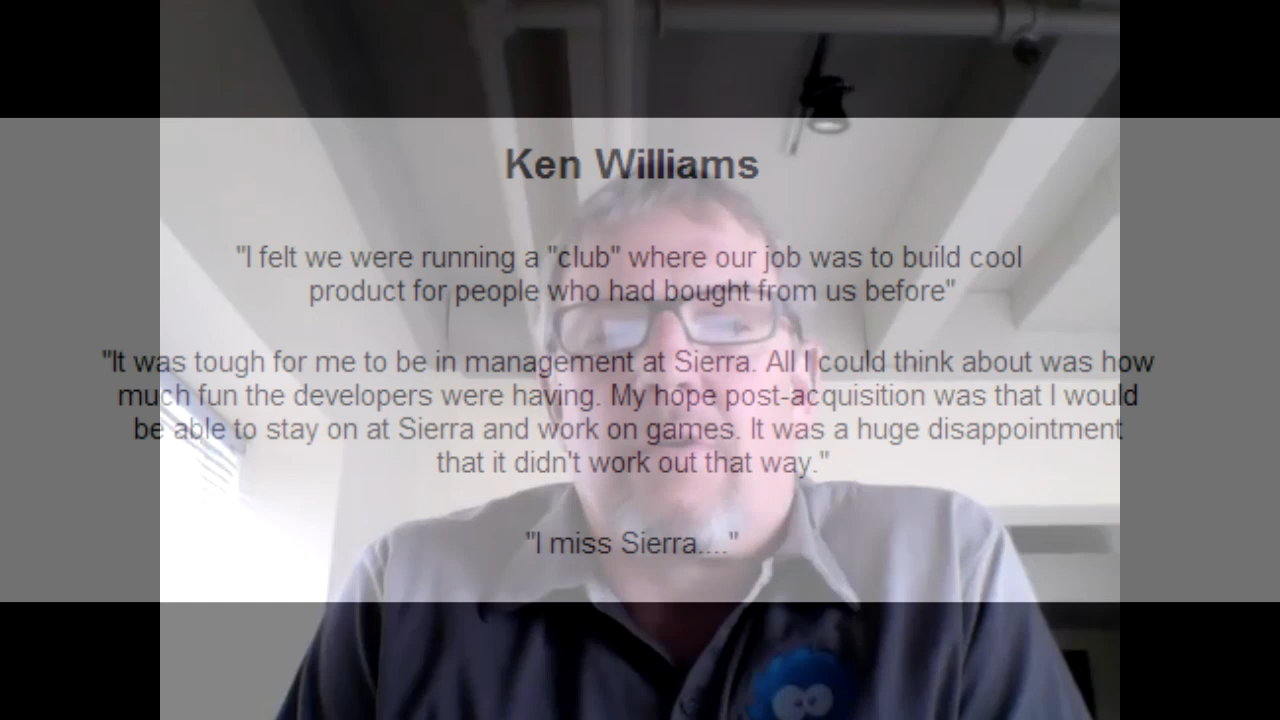 Ken Williams
"I felt we were running a "club" where our job was to build cool
product for people who had bought from us before"
"It was tough for me to be in management at Sierra. All I could think about was how
much fun the developers were having. My hope post-acquisition was that I would
be able to stay on at Sierra and work on games. It was a huge disappointment
that it didn't work out that way."
"I miss Sierra...."